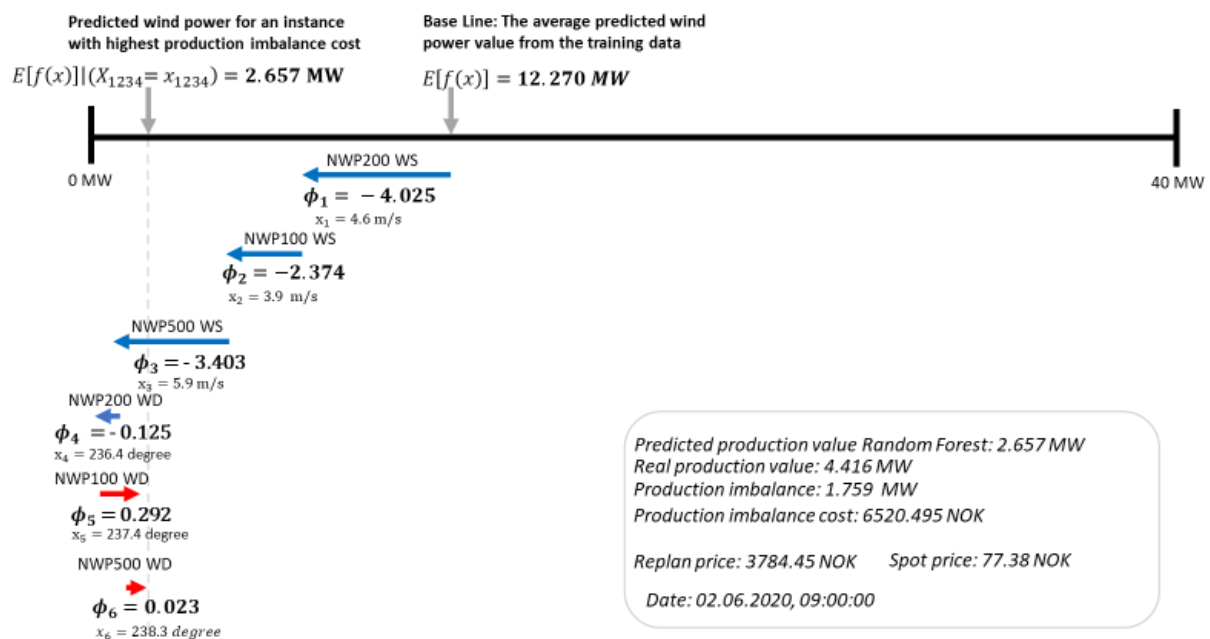 Predicted wind power for an instance
with highest production imbalance cost
E[f(x)]|(X₁₂₃₄= x₁₂₃₄) = 2.657 MW
Base Line: The average predicted wind
power value from the training data
E[f(x)] = 12.270 MW
0 MW
40 MW
NWP200 WS
ϕ₁ = − 4.025
x₁ = 4.6 m/s
NWP100 WS
ϕ₂ = −2.374
x₂ = 3.9 m/s
NWP500 WS
ϕ₃ = - 3.403
x₃ = 5.9 m/s
NWP200 WD
ϕ₄ = - 0.125
x₄ = 236.4 degree
NWP100 WD
ϕ₅ = 0.292
x₅ = 237.4 degree
NWP500 WD
ϕ₆ = 0.023
x₆ = 238.3 degree
Predicted production value Random Forest: 2.657 MW
Real production value: 4.416 MW
Production imbalance: 1.759 MW
Production imbalance cost: 6520.495 NOK
Replan price: 3784.45 NOK Spot price: 77.38 NOK
Date: 02.06.2020, 09:00:00